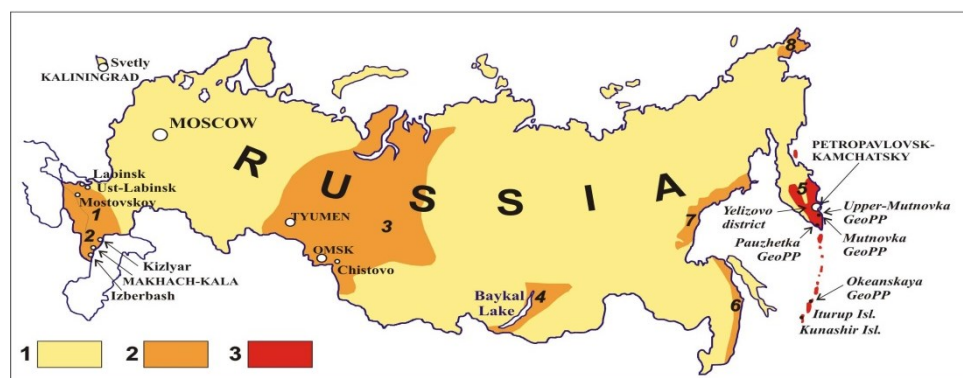 Svetly
KALININGRAD
MOSCOW
RUSSIA
8
PETROPAVLOVSK-
KAMCHATSKY
Labinsk
Ust-Labinsk
Mostovskoy
1
2
TYUMEN
3
OMSK
Chistovo
Kizlyar
MAKHACH-KALA
Izberbash
Baykal
Lake
4
7
6
5
Yelizovo
district
Upper-Mutnovka
GeoPP
Pauzhetka
GeoPP
Mutnovka
GeoPP
Okeanskaya
GeoPP
Iturup Isl.
Kunashir Isl.
1
2
3